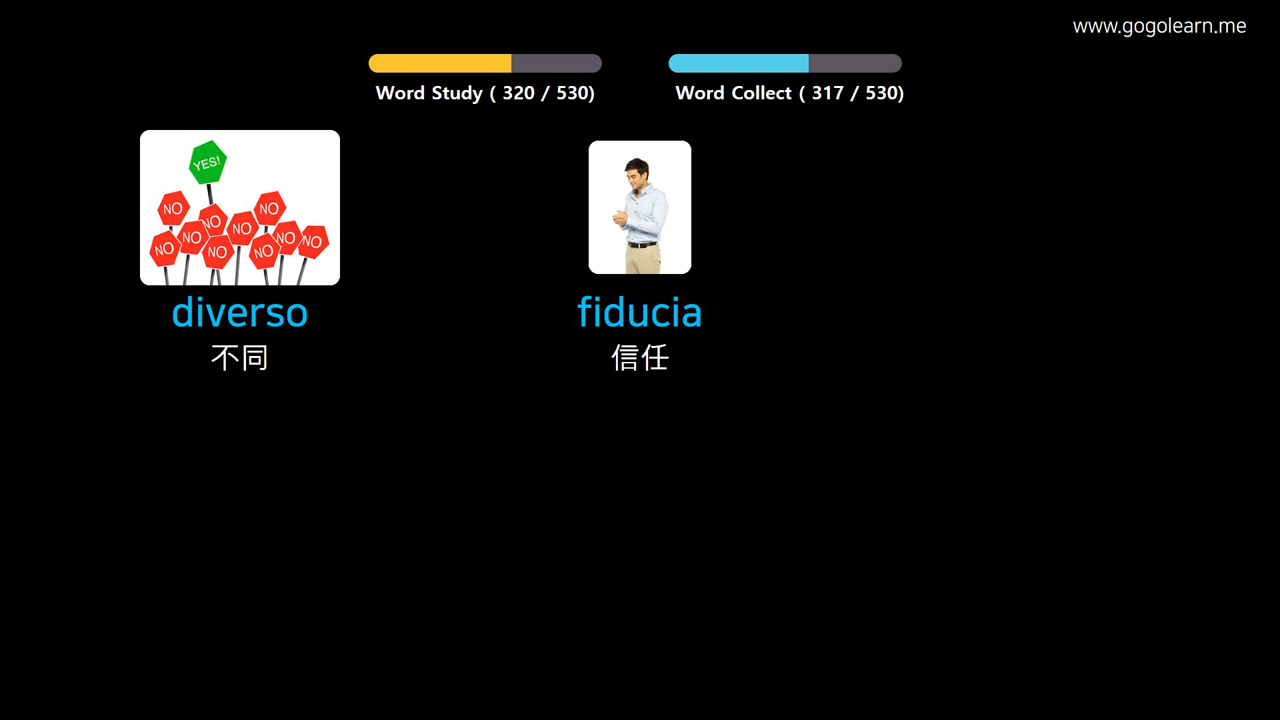 www.gogolearn.me
Word Study ( 320 / 530)
Word Collect ( 317 / 530)
YES!
NO
NO
NO
NO
NO
NO
NO
NO
NO
NO
diverso
不同
fiducia
信任